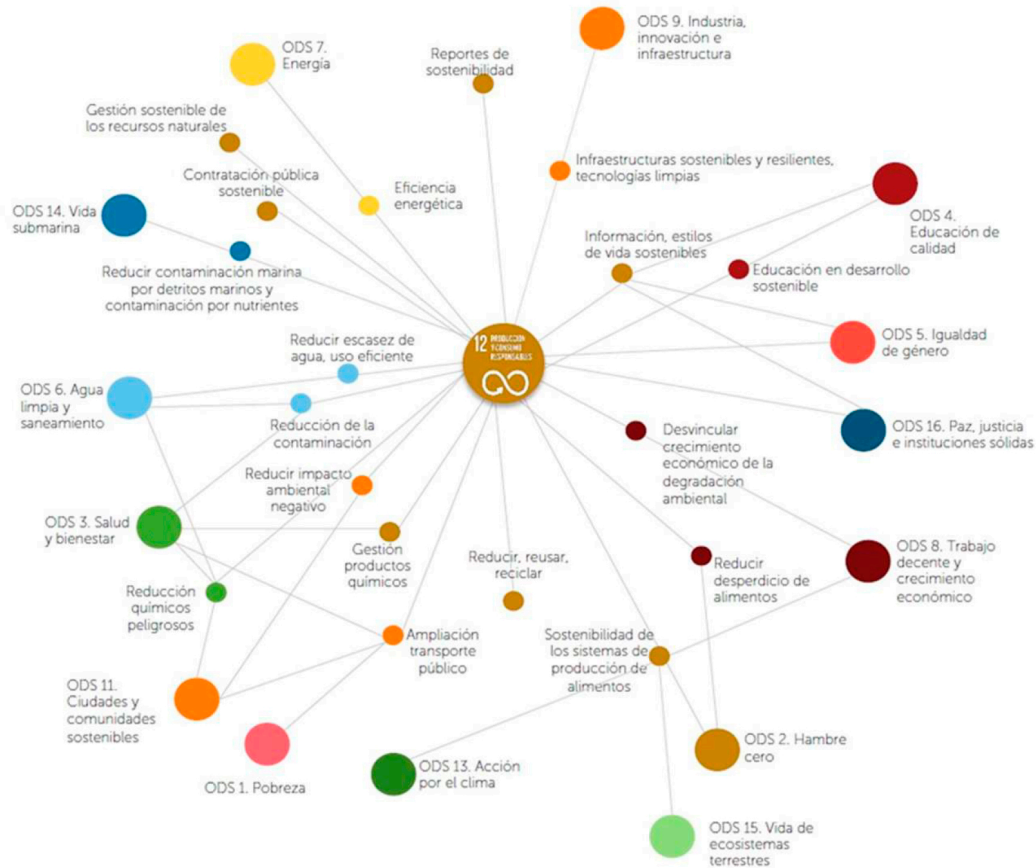 ODS 7.
Energía
Reportes de
sostenibilidad
ODS 9. Industria,
innovación e
infraestructura
Gestión sostenible de
los recursos naturales
Contratación pública
sostenible
Eficiencia
energética
Infraestructuras sostenibles y resilientes,
tecnologías limpias
ODS 4.
Educación de
calidad
ODS 14. Vida
submarina
Reducir contaminación marina
por detritos marinos y
contaminación por nutrientes
Información, estilos
de vida sostenibles
Educación en desarrollo
sostenible
Reducir escasez de
agua, uso eficiente
12 PRODUCCIÓN
Y CONSUMO
RESPONSABLES
ODS 5. Igualdad
de género
ODS 6. Agua
limpia y
saneamiento
Reducción de la
contaminación
Desvincular
crecimiento
económico de la
degradación
ambiental
ODS 16. Paz, justicia
e instituciones sólidas
Reducir impacto
ambiental
negativo
ODS 3. Salud
y bienestar
Gestión
productos
químicos
Reducir, reusar,
reciclar
Reducir
desperdicio de
alimentos
ODS 8. Trabajo
decente y
crecimiento
económico
Reducción
químicos
peligrosos
Ampliación
transporte
público
Sostenibilidad de
los sistemas de
producción de
alimentos
ODS 11.
Ciudades y
comunidades
sostenibles
ODS 1. Pobreza
ODS 13. Acción
por el clima
ODS 2. Hambre
cero
ODS 15. Vida de
ecosistemas
terrestres